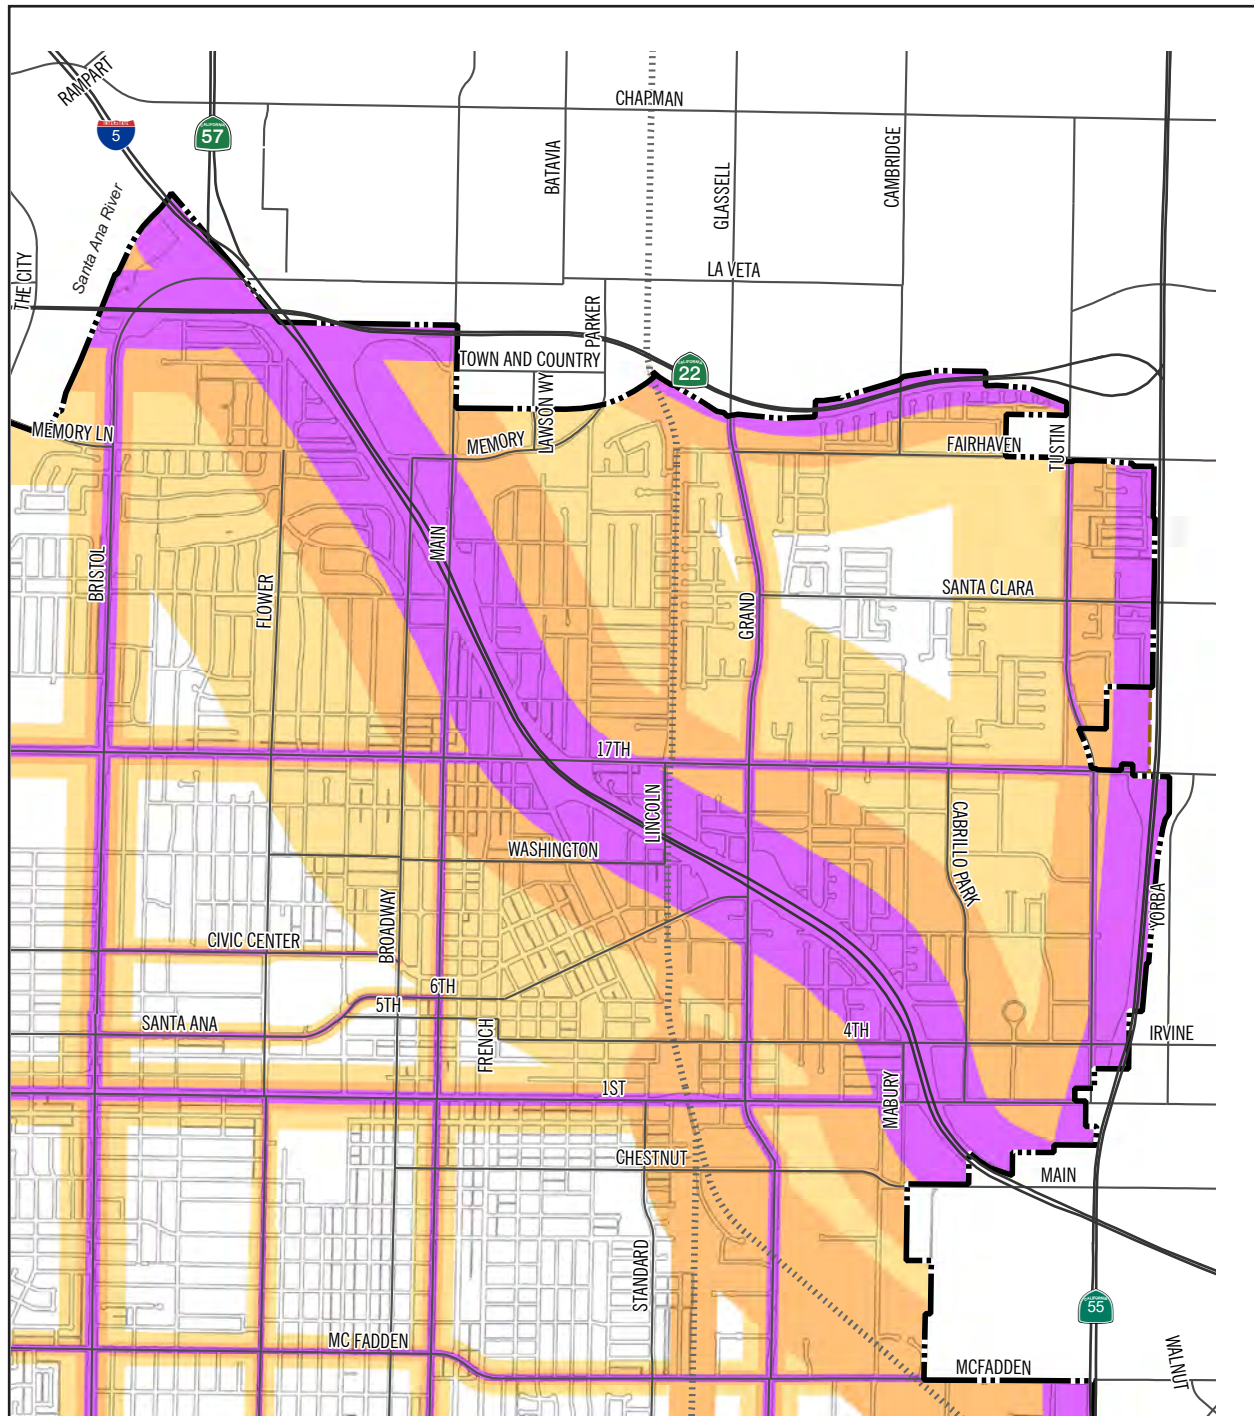 RAMPART
CHAPMAN
5
CALIFORNIA
57
BATAVIA
GLASSELL
CAMBRIDGE
Santa Ana River
THE CITY
LA VETA
PARKER
TOWN AND COUNTRY
CALIFORNIA
22
LAWSON WY
MEMORY LN
MEMORY
FAIRHAVEN
TUSTIN
BRISTOL
FLOWER
MAIN
GRAND
SANTA CLARA
17TH
LINCOLN
WASHINGTON
CABRILLO PARK
YORBA
BROADWAY
CIVIC CENTER
6TH
5TH
SANTA ANA
FRENCH
4TH
IRVINE
1ST
MABURY
CHESTNUT
MAIN
STANDARD
CALIFORNIA
55
MC FADDEN
MCFADDEN
WALNUT